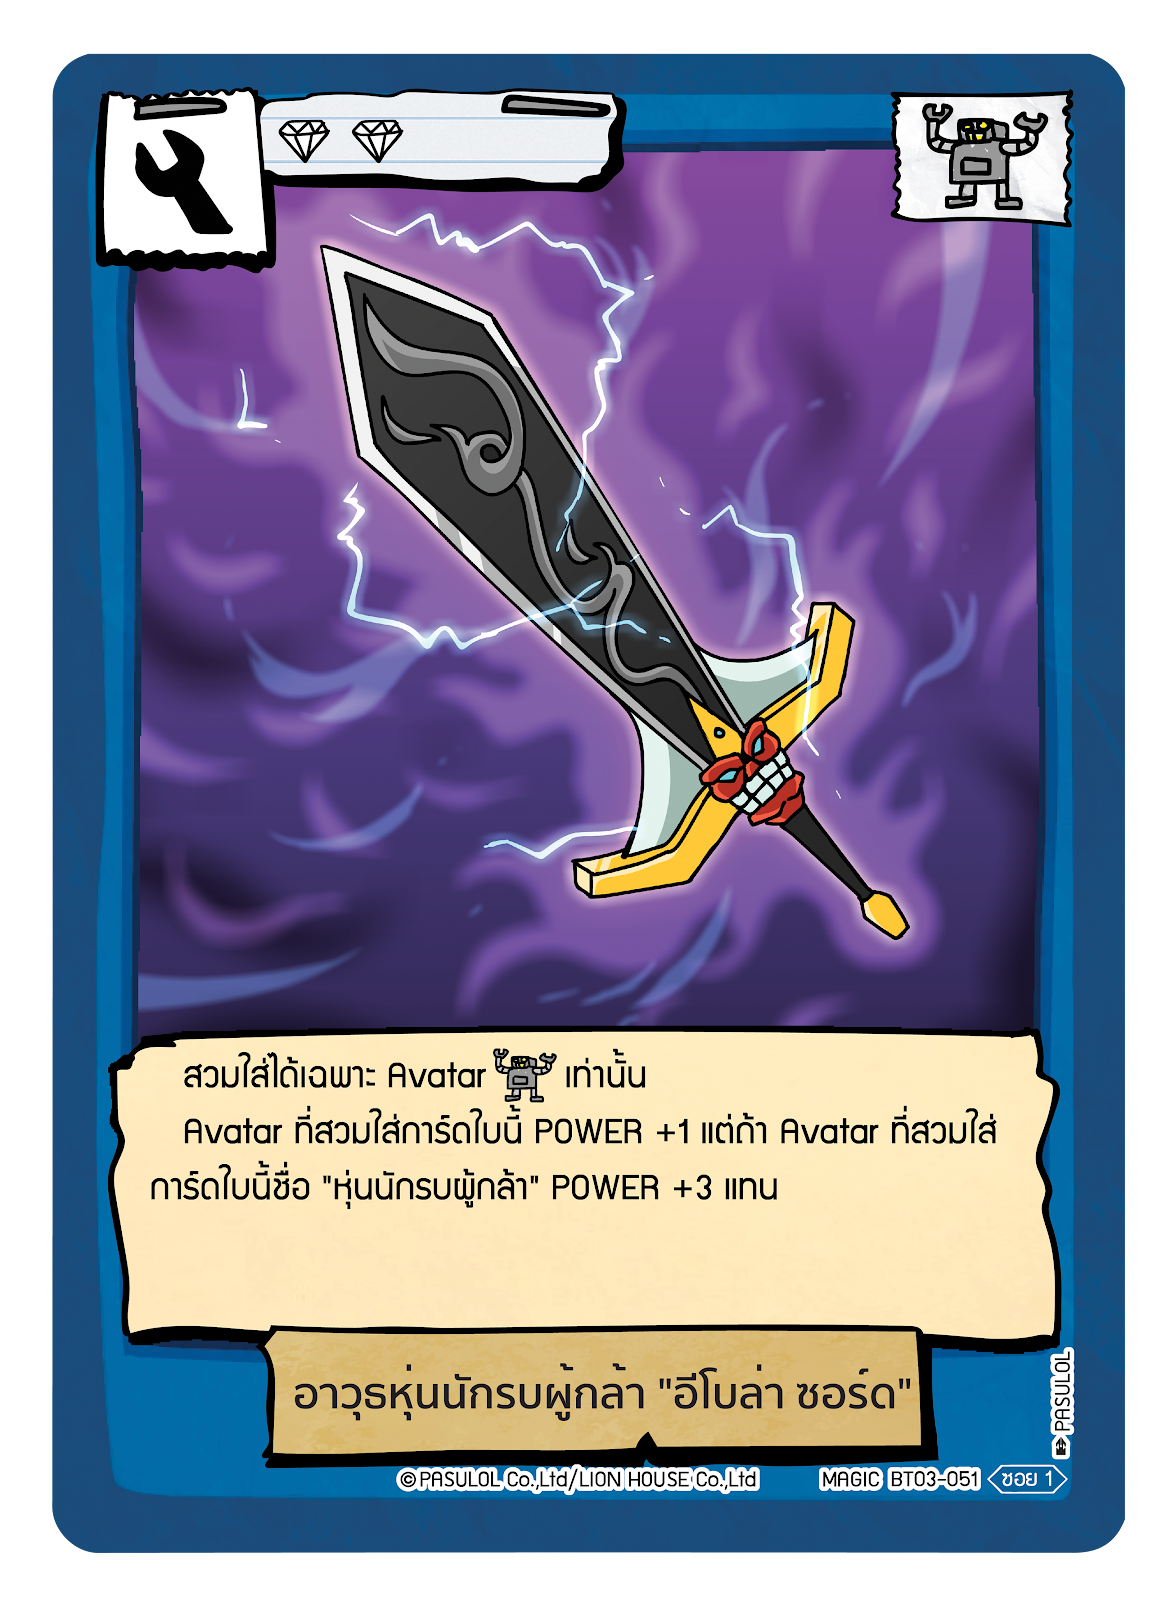 สวมใส่ได้เฉพาะ Avatar เท่านั้น
Avatar ที่สวมใส่การ์ดใบนี้ POWER +1 แต่ถ้า Avatar ที่สวมใส่
การ์ดใบนี้ชื่อ "หุ่นนักรบผู้กล้า" POWER +3 แทน
อาวุธหุ่นนักรบผู้กล้า "อีโบล่า ซอร์ด"
PASULOL
©PASULOL Co.,Ltd/LION HOUSE Co.,Ltd MAGIC BT03-051 ซอย 1